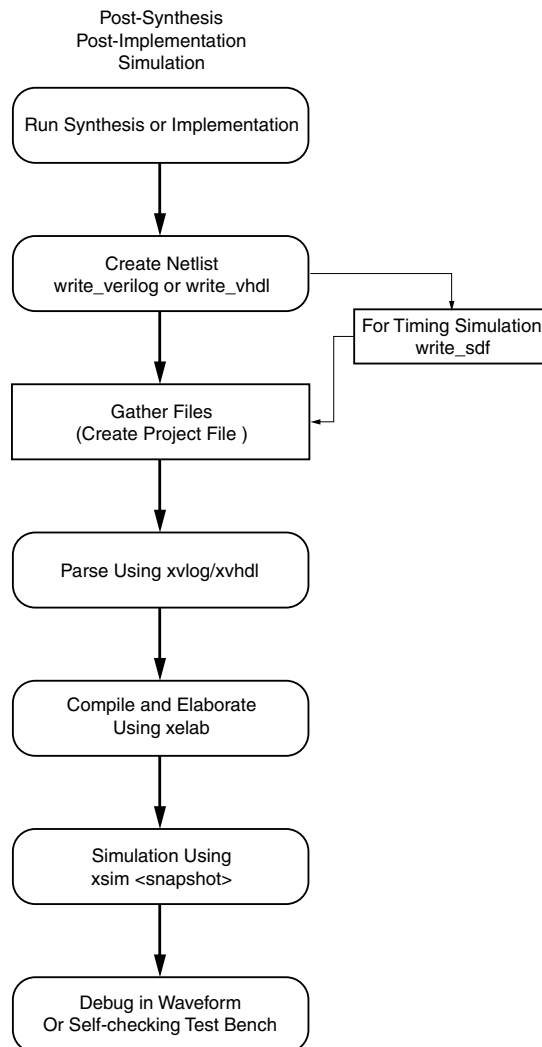 Post-Synthesis
Post-Implementation
Simulation
Run Synthesis or Implementation
Create Netlist
write_verilog or write_vhdl
For Timing Simulation
write_sdf
Gather Files
(Create Project File )
Parse Using xvlog/xvhdl
Compile and Elaborate
Using xelab
Simulation Using
xsim <snapshot>
Debug in Waveform
Or Self-checking Test Bench